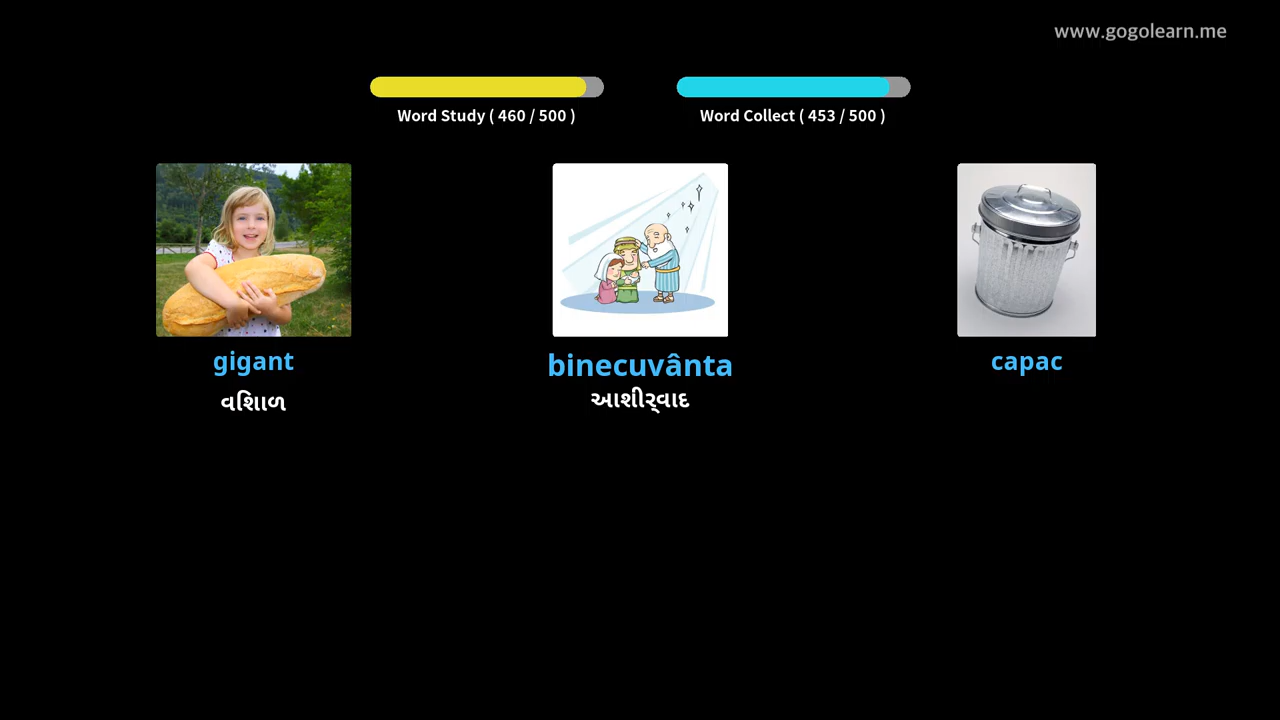 www.gogolearn.me
Word Study ( 460 / 500 )
Word Collect ( 453 / 500 )
gigant
binecuvânta
capac
વિશાળ
આશીર્વાદ